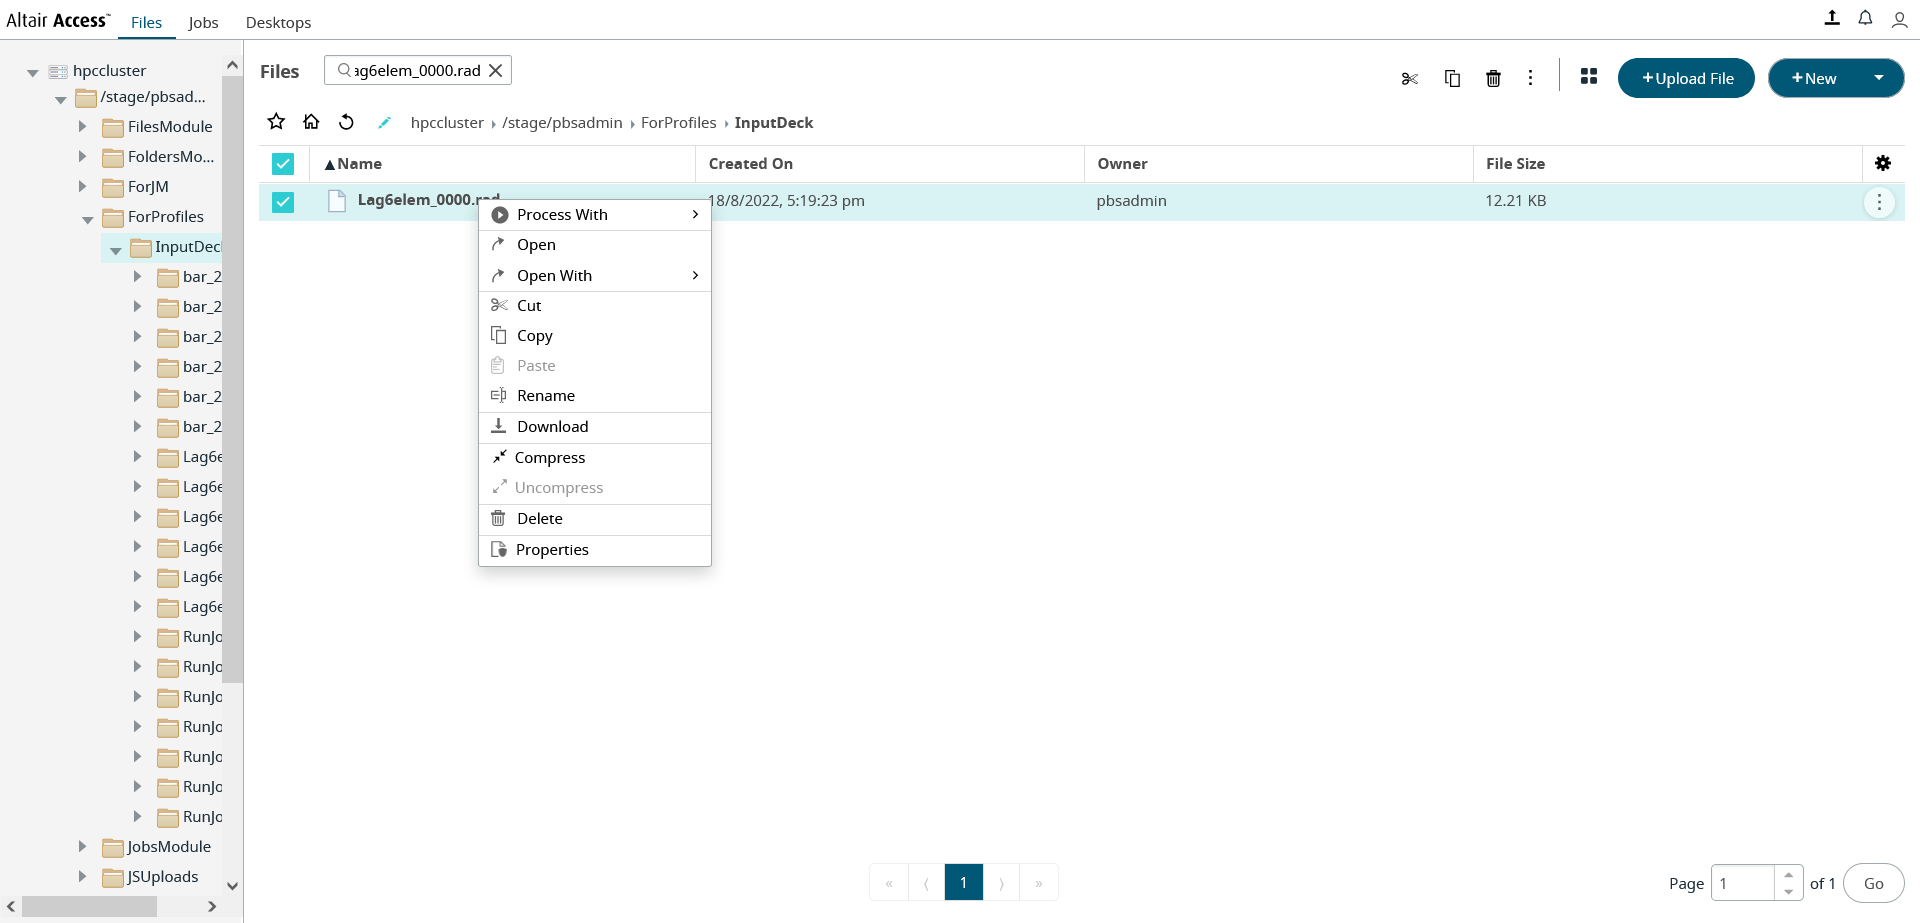 Altair Access™ Files Jobs Desktops
hpccluster
/stage/pbsad...
FilesModule
FoldersMo...
ForJM
ForProfiles
InputDec
bar_2
bar_2
bar_2
bar_2
bar_2
bar_2
Lag6e
Lag6e
Lag6e
Lag6e
Lag6e
Lag6e
RunJo
RunJo
RunJo
RunJo
RunJo
RunJo
RunJo
JobsModule
JSUploads
Files ag6elem_0000.rad
+Upload File +New
hpccluster › /stage/pbsadmin › ForProfiles › InputDeck
▲Name Created On Owner File Size
Lag6elem_0000.rad 18/8/2022, 5:19:23 pm pbsadmin 12.21 KB
Process With
Open
Open With
Cut
Copy
Paste
Rename
Download
Compress
Uncompress
Delete
Properties
« ⟨ 1 ⟩ » Page 1 of 1 Go